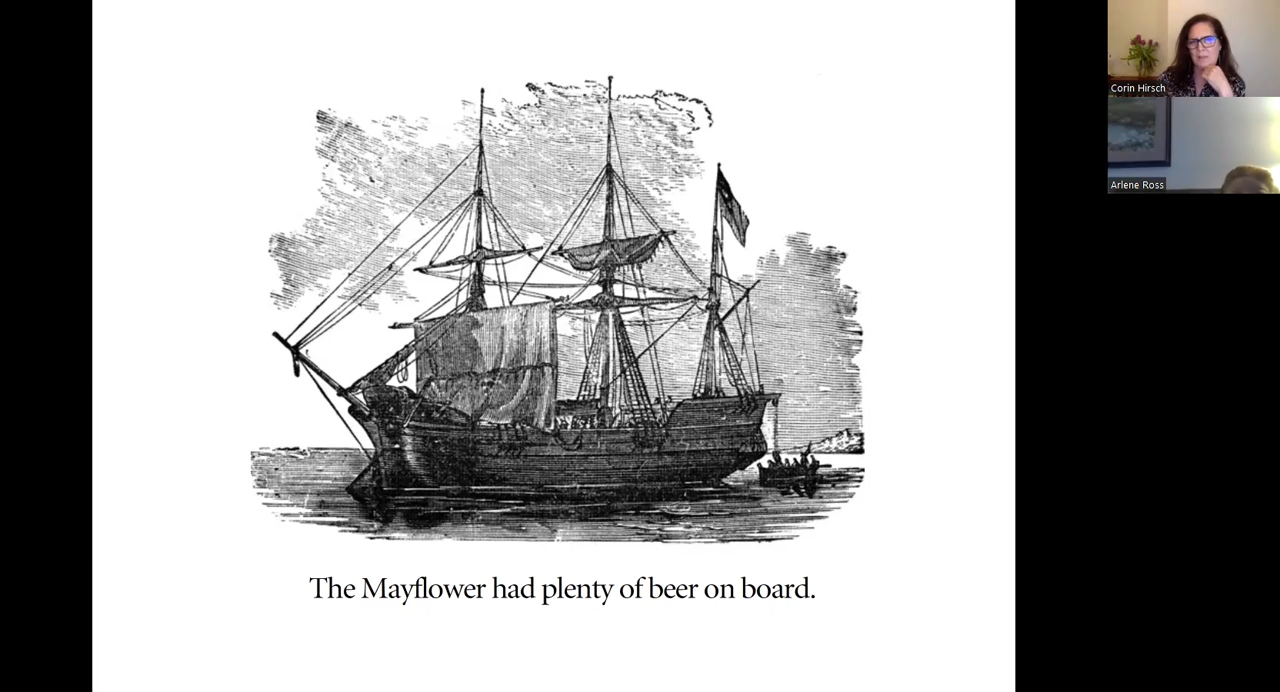 Corin Hirsch
Arlene Ross
The Mayflower had plenty of beer on board.